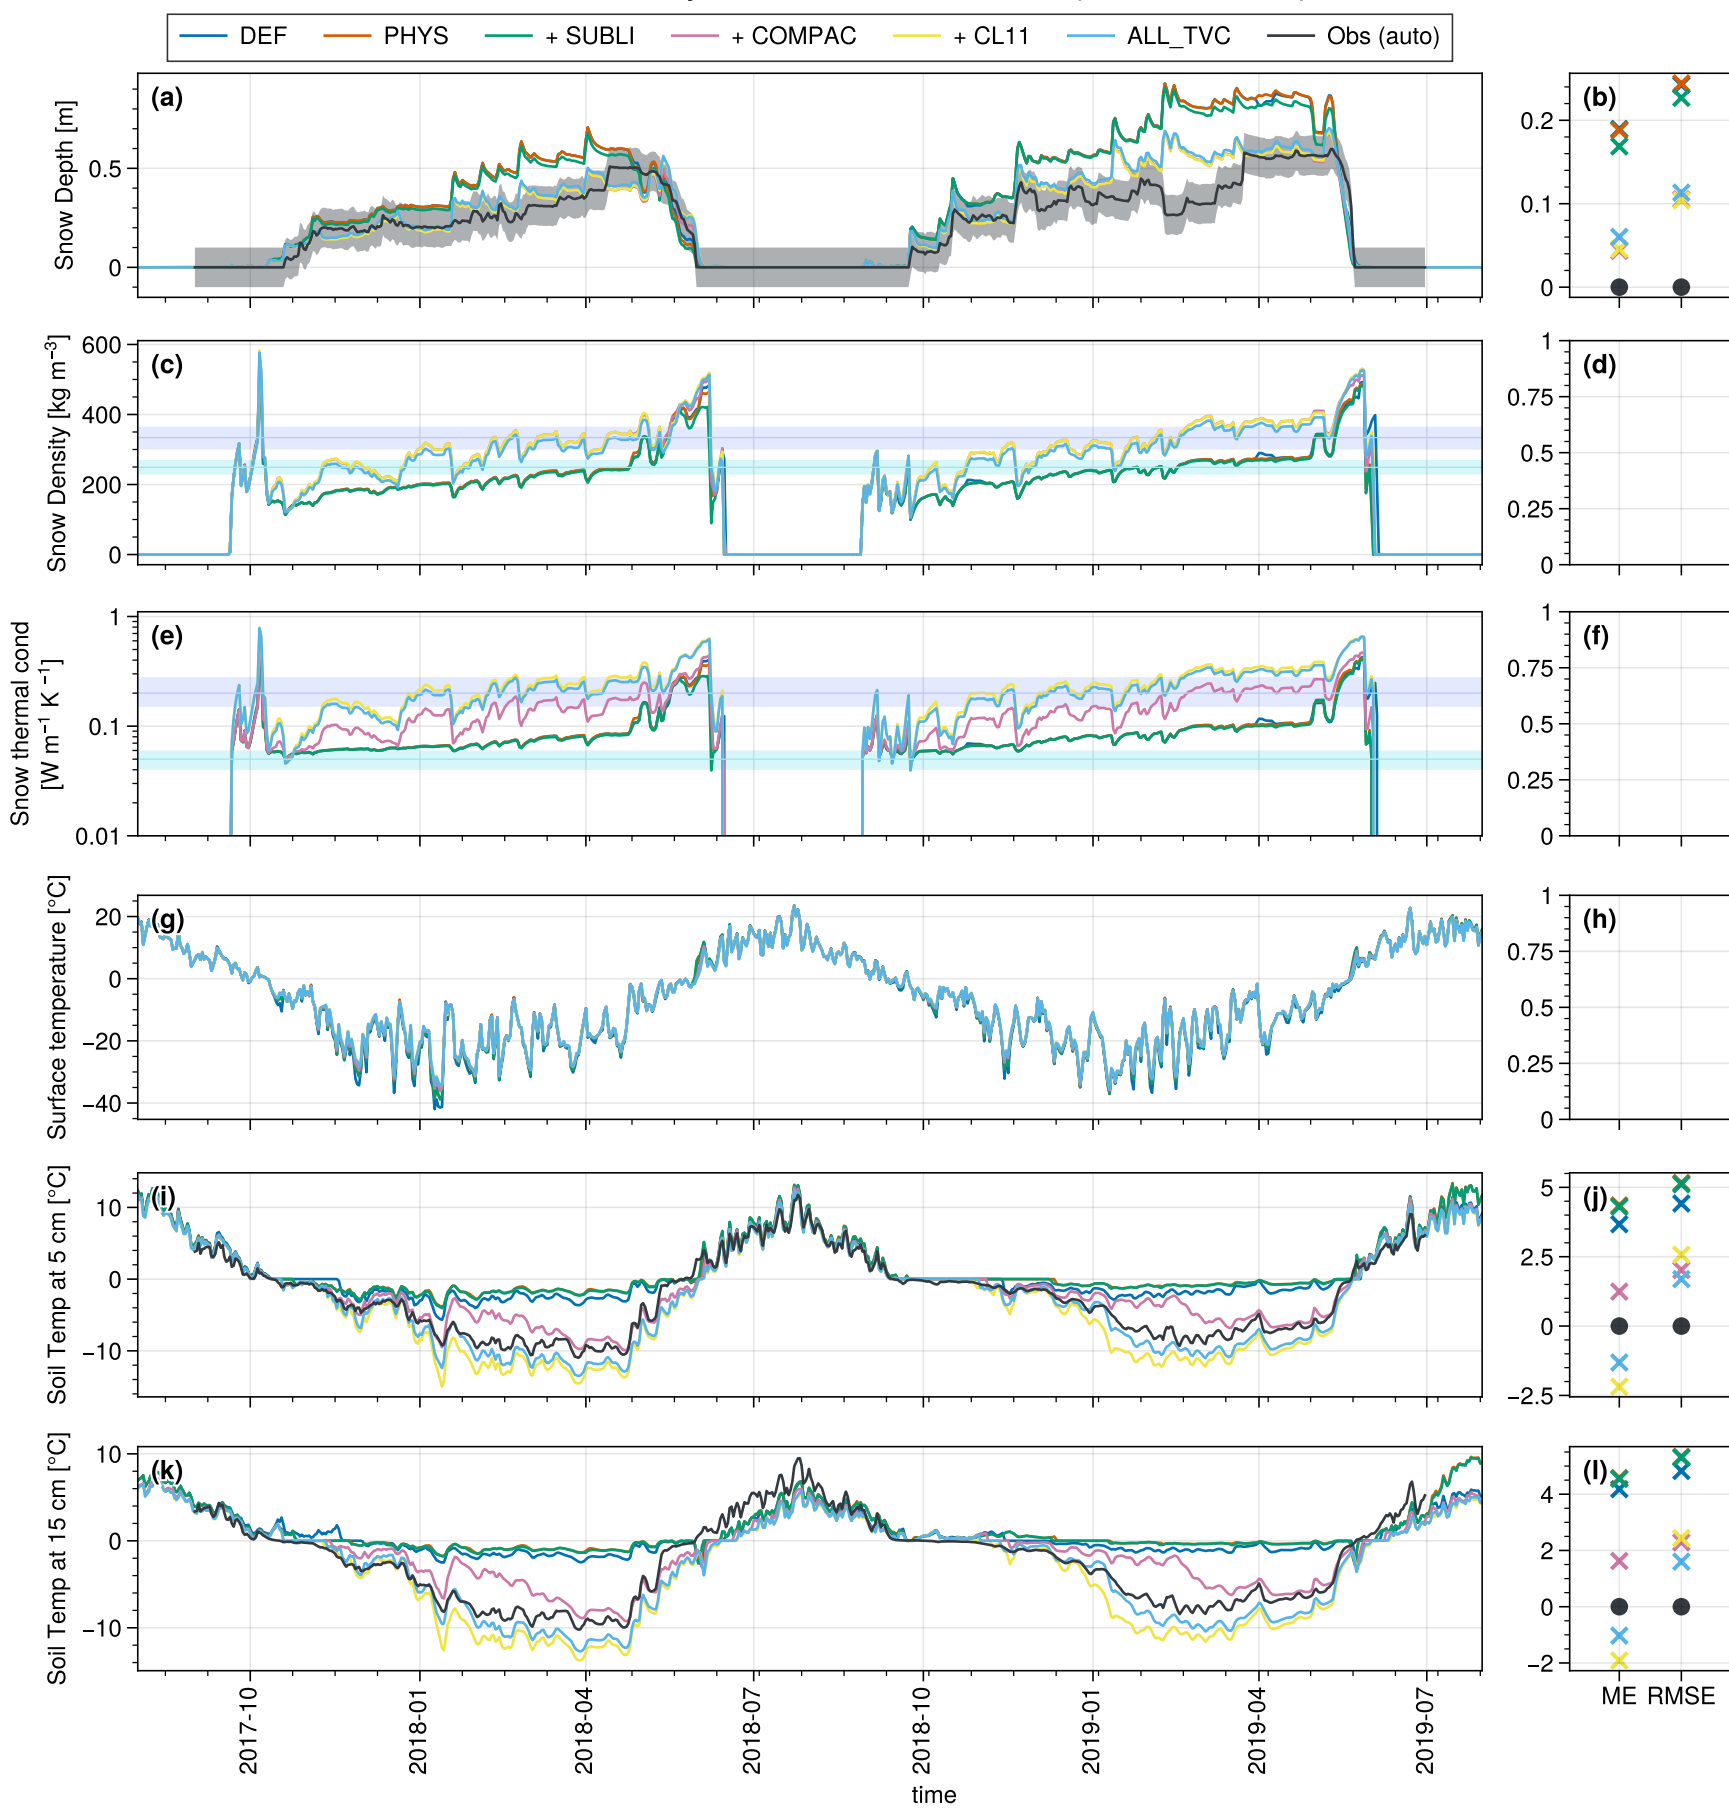 DEF PHYS + SUBLI + COMPAC + CL11 ALL_TVC Obs (auto)
(a)
Snow Depth [m]
0.5
0
(b)
0.2
0.1
0
(c)
Snow Density [kg m⁻³]
600
400
200
0
(d)
1
0.75
0.5
0.25
0
(e)
Snow thermal cond
[W m⁻¹ K⁻¹]
1
0.1
0.01
(f)
1
0.75
0.5
0.25
0
(g)
Surface temperature [°C]
20
0
−20
−40
(h)
1
0.75
0.5
0.25
0
(i)
Soil Temp at 5 cm [°C]
10
0
−10
(j)
5
2.5
0
−2.5
(k)
Soil Temp at 15 cm [°C]
10
0
−10
(l)
4
2
0
−2
ME RMSE
2017-10 2018-01 2018-04 2018-07 2018-10 2019-01 2019-04 2019-07
time